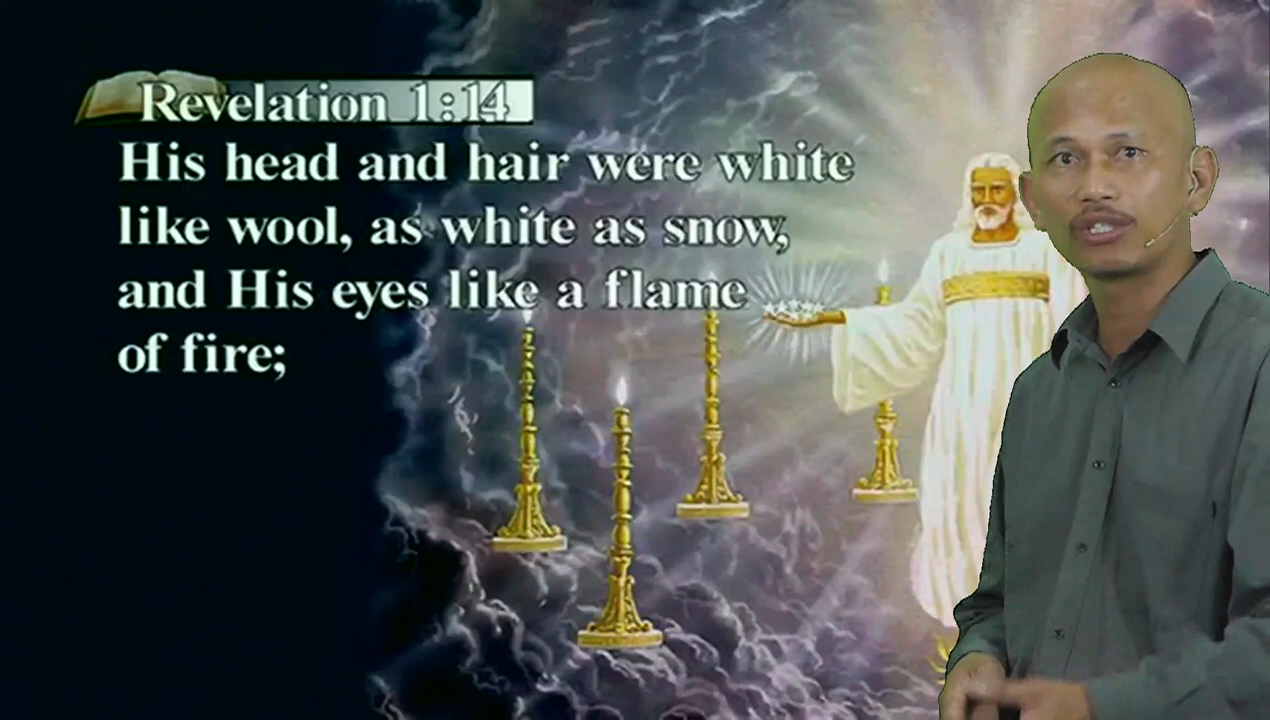 Revelation 1:14
His head and hair were white
like wool, as white as snow,
and His eyes like a flame
of fire;